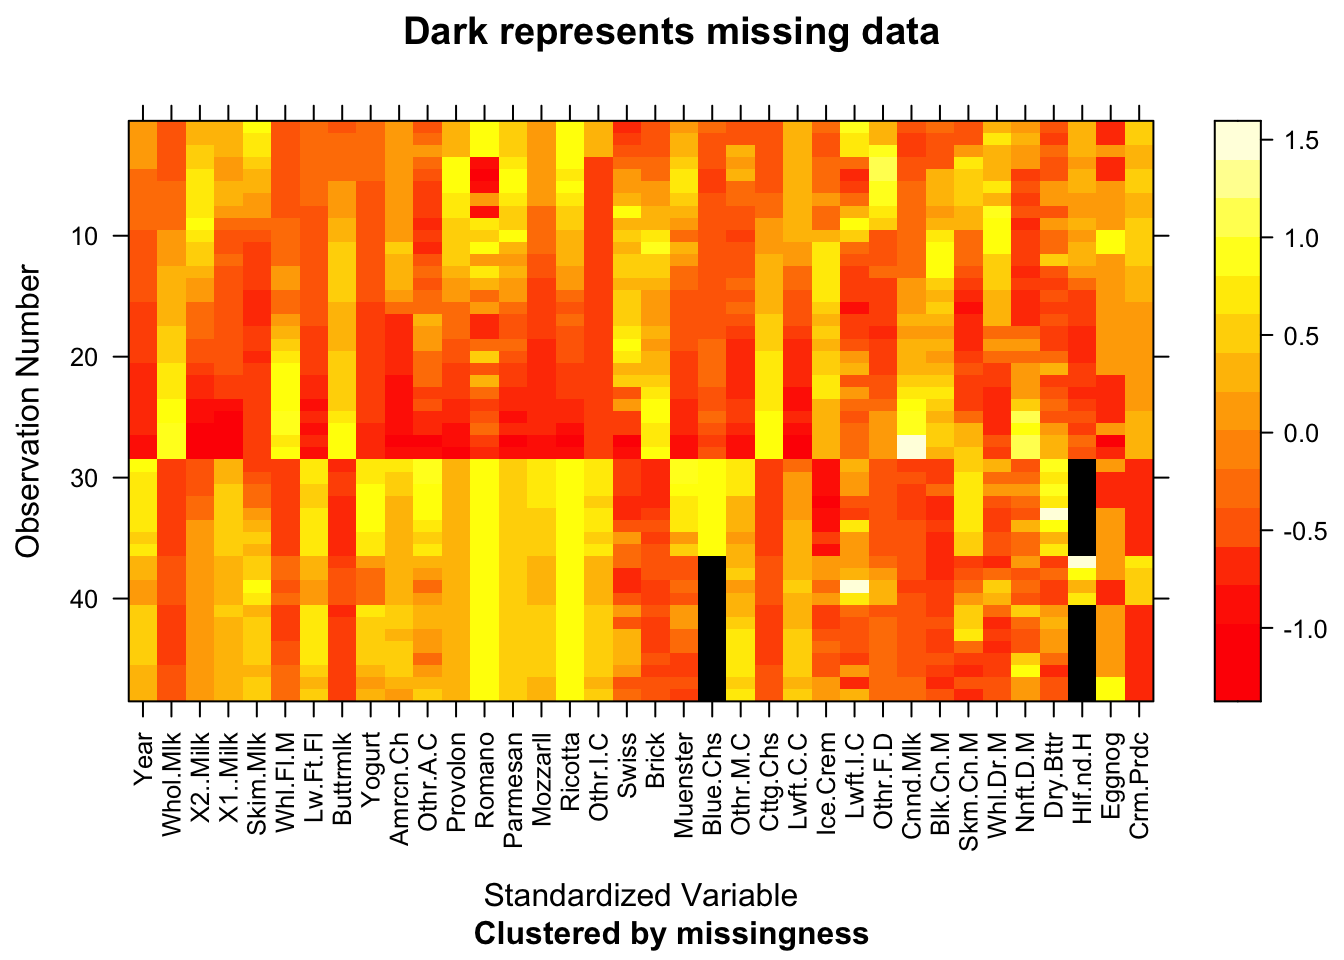 Dark represents missing data
Observation Number
10
20
30
40
1.5
1.0
0.5
0.0
-0.5
-1.0
Year
Whol.Mlk
X2..Milk
X1..Milk
Skim.Mlk
Whl.Fl.M
Lw.Ft.Fl
Buttrmlk
Yogurt
Amrcn.Ch
Othr.A.C
Provolon
Romano
Parmesan
Mozzarll
Ricotta
Othr.I.C
Swiss
Brick
Muenster
Blue.Chs
Othr.M.C
Cttg.Chs
Lwft.C.C
Ice.Crem
Lwft.I.C
Othr.F.D
Cnnd.Mlk
Blk.Cn.M
Skm.Cn.M
Whl.Dr.M
Nnft.D.M
Dry.Bttr
Hlf.nd.H
Eggnog
Crm.Prdc
Standardized Variable
Clustered by missingness